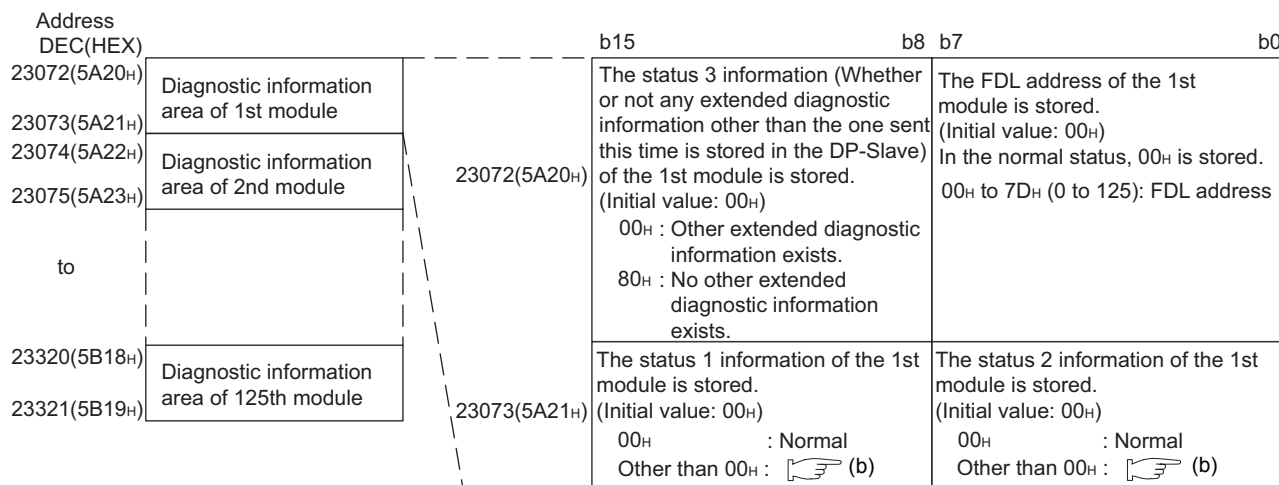 Address
DEC(HEX)
23072(5A20H)
23073(5A21H)
23074(5A22H)
23075(5A23H)
to
23320(5B18H)
23321(5B19H)
Diagnostic information
area of 1st module
Diagnostic information
area of 2nd module
Diagnostic information
area of 125th module
b15 b8 b7 b0
23072(5A20H)
The status 3 information (Whether
or not any extended diagnostic
information other than the one sent
this time is stored in the DP-Slave)
of the 1st module is stored.
(Initial value: 00H)
00H : Other extended diagnostic
information exists.
80H : No other extended
diagnostic information
exists.
The FDL address of the 1st
module is stored.
(Initial value: 00H)
In the normal status, 00H is stored.
00H to 7DH (0 to 125): FDL address
23073(5A21H)
The status 1 information of the 1st
module is stored.
(Initial value: 00H)
00H : Normal
Other than 00H : (b)
The status 2 information of the 1st
module is stored.
(Initial value: 00H)
00H : Normal
Other than 00H : (b)